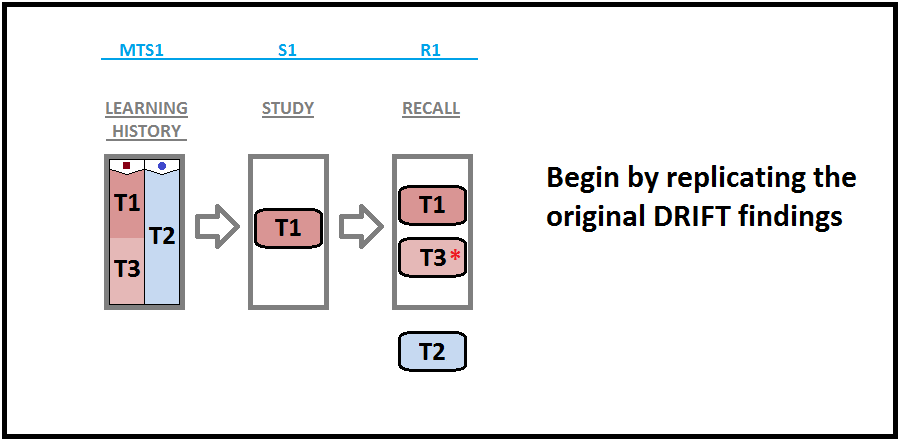 MTS1 S1 R1
LEARNING HISTORY STUDY RECALL
T1
T2
T3
T1
T1
T3*
T2
Begin by replicating the
original DRIFT findings